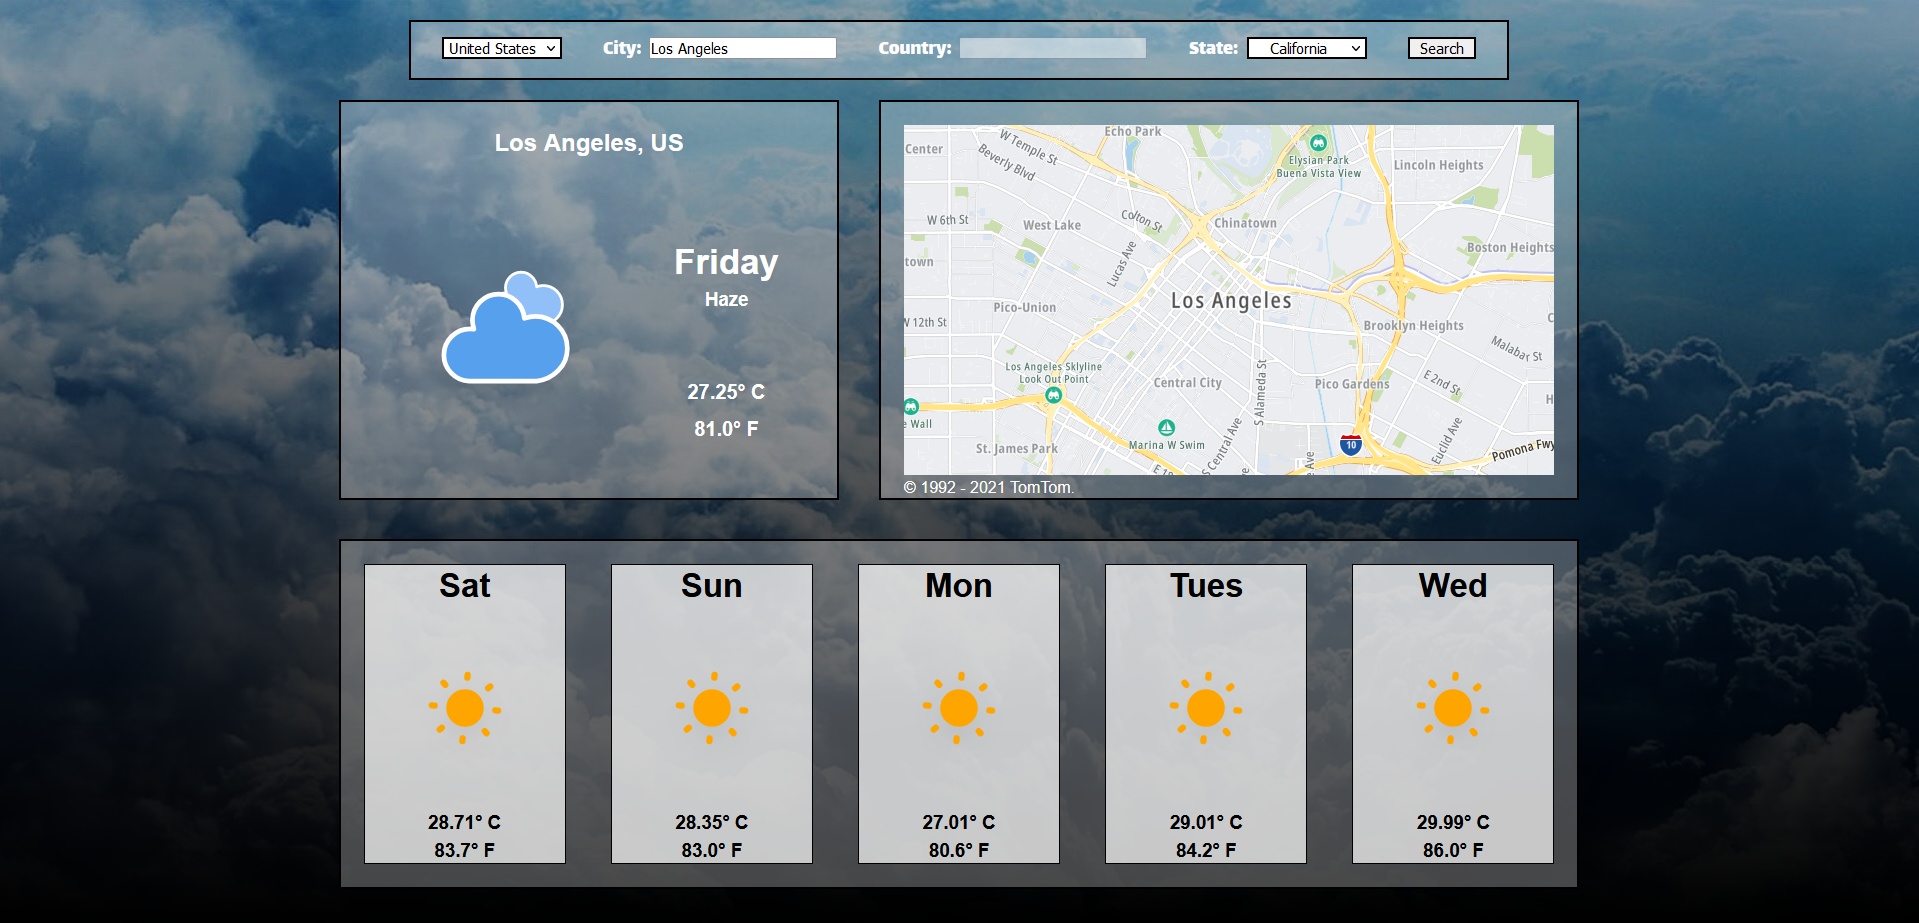 United States City: Los Angeles Country: State: California Search
Los Angeles, US
Friday
Haze
27.25° C
81.0° F
Echo Park
W Temple St
Center
Beverly Blvd
Elysian Park
Buena Vista View
Lincoln Heights
W 6th St
West Lake
Colton St
Chinatown
Boston Heights
town
Lucas Ave
Los Angeles
Pico-Union
W 12th St
Brooklyn Heights
Malabar St
Los Angeles Skyline
Look Out Point
Central City
S Alameda St
Pico Gardens
E 2nd St
H
e Wall
Marina W Swim
St. James Park
S Central Ave
Euclid Ave
10
Pomona Fwy
e Ave
© 1992 - 2021 TomTom.
Sat
28.71° C
83.7° F
Sun
28.35° C
83.0° F
Mon
27.01° C
80.6° F
Tues
29.01° C
84.2° F
Wed
29.99° C
86.0° F